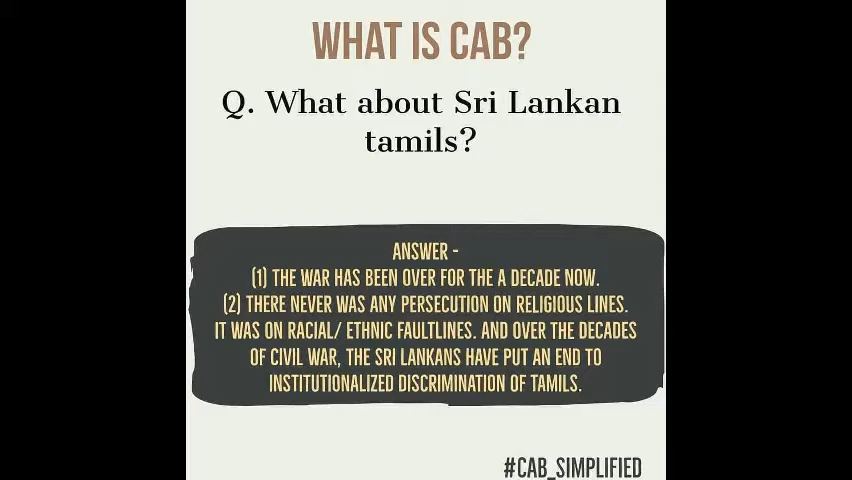 WHAT IS CAB?
Q. What about Sri Lankan
tamils?
ANSWER -
(1) THE WAR HAS BEEN OVER FOR THE A DECADE NOW.
(2) THERE NEVER WAS ANY PERSECUTION ON RELIGIOUS LINES.
IT WAS ON RACIAL/ ETHNIC FAULTLINES. AND OVER THE DECADES
OF CIVIL WAR, THE SRI LANKANS HAVE PUT AN END TO
INSTITUTIONALIZED DISCRIMINATION OF TAMILS.
#CAB_SIMPLIFIED